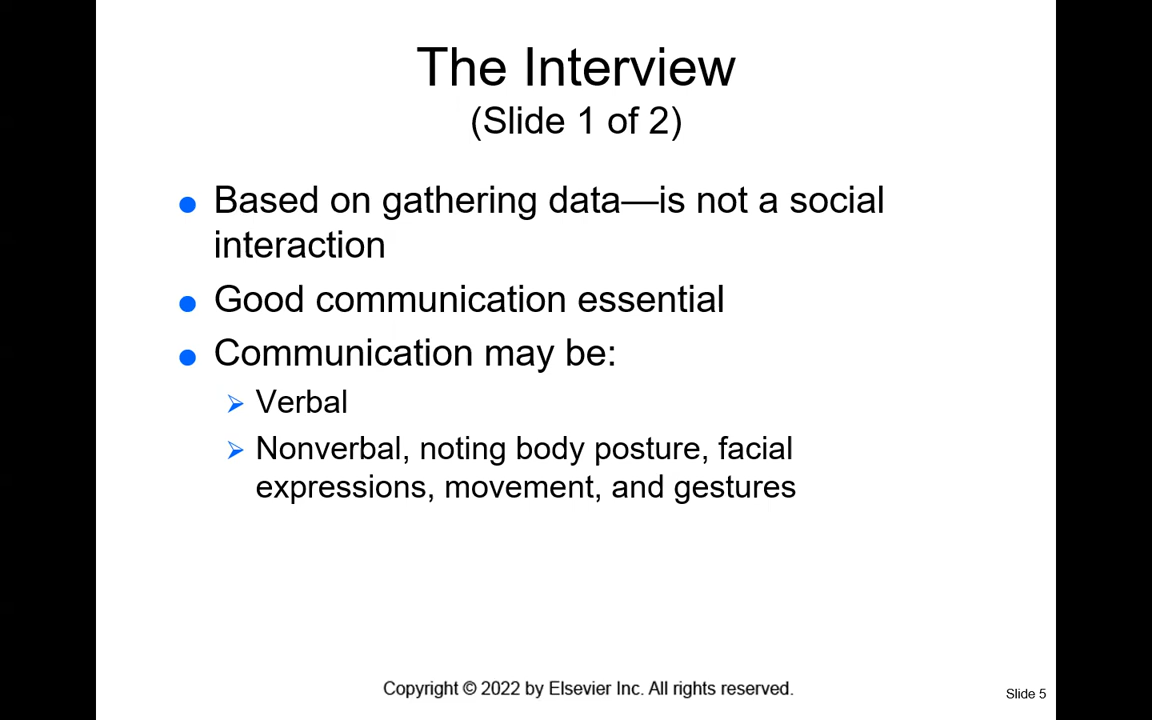 The Interview
(Slide 1 of 2)
● Based on gathering data—is not a social
interaction
● Good communication essential
● Communication may be:
➢ Verbal
➢ Nonverbal, noting body posture, facial
expressions, movement, and gestures
Copyright © 2022 by Elsevier Inc. All rights reserved.
Slide 5